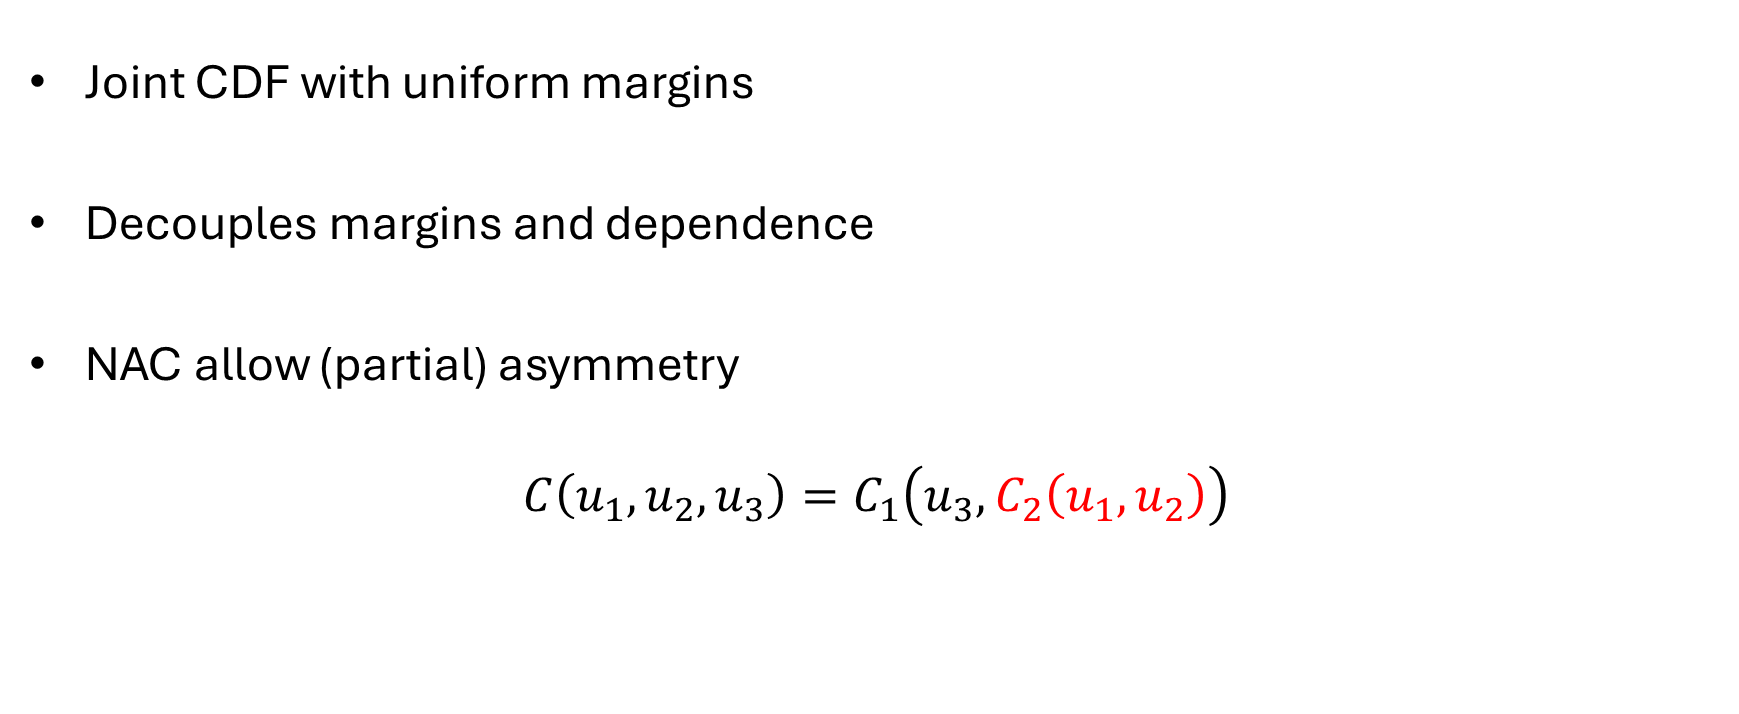 • Joint CDF with uniform margins
• Decouples margins and dependence
• NAC allow (partial) asymmetry
𝐶(𝑢₁, 𝑢₂, 𝑢₃) = 𝐶₁(𝑢₃, 𝐶₂(𝑢₁, 𝑢₂))